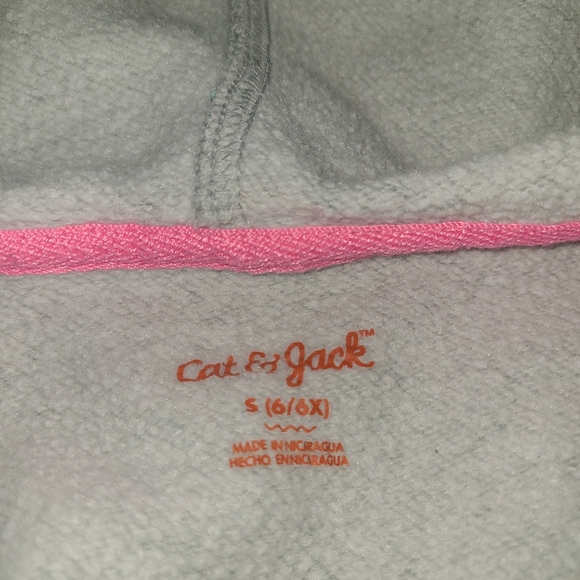 Cat & Jack™
S (6/6X)
MADE IN NICARAGUA
HECHO EN NICARAGUA